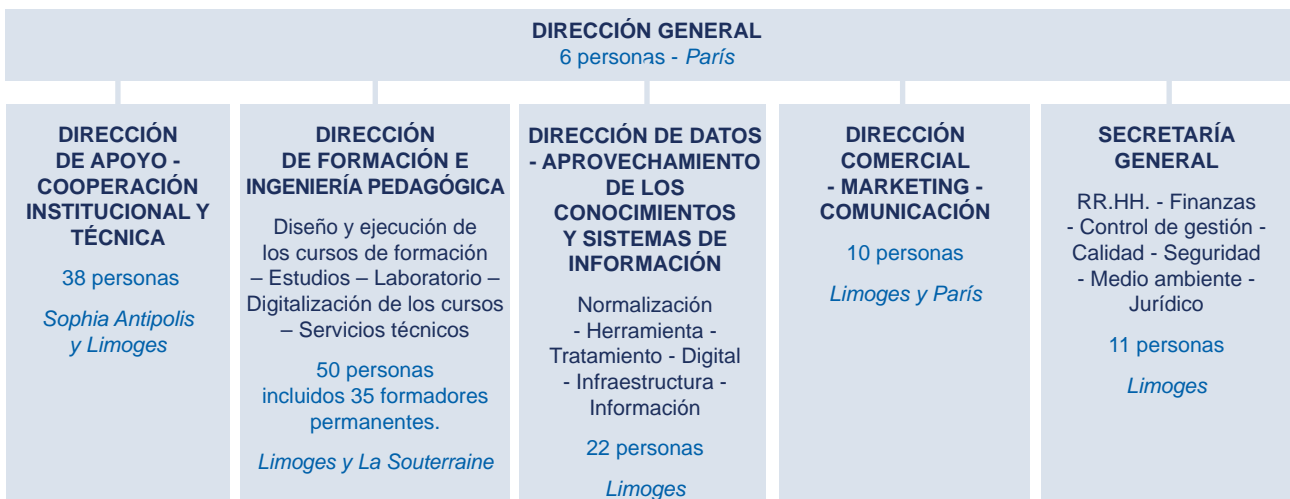 DIRECCIÓN GENERAL
6 personas - París
DIRECCIÓN
DE APOYO -
COOPERACIÓN
INSTITUCIONAL Y
TÉCNICA
38 personas
Sophia Antipolis
y Limoges
DIRECCIÓN
DE FORMACIÓN E
INGENIERÍA PEDAGÓGICA
Diseño y ejecución de
los cursos de formación
– Estudios – Laboratorio –
Digitalización de los cursos
– Servicios técnicos
50 personas
incluidos 35 formadores
permanentes.
Limoges y La Souterraine
DIRECCIÓN DE DATOS
- APROVECHAMIENTO
DE LOS
CONOCIMIENTOS
Y SISTEMAS DE
INFORMACIÓN
Normalización
- Herramienta -
Tratamiento - Digital
- Infraestructura -
Información
22 personas
Limoges
DIRECCIÓN
COMERCIAL
- MARKETING -
COMUNICACIÓN
10 personas
Limoges y París
SECRETARÍA
GENERAL
RR.HH. - Finanzas
- Control de gestión -
Calidad - Seguridad
- Medio ambiente -
Jurídico
11 personas
Limoges